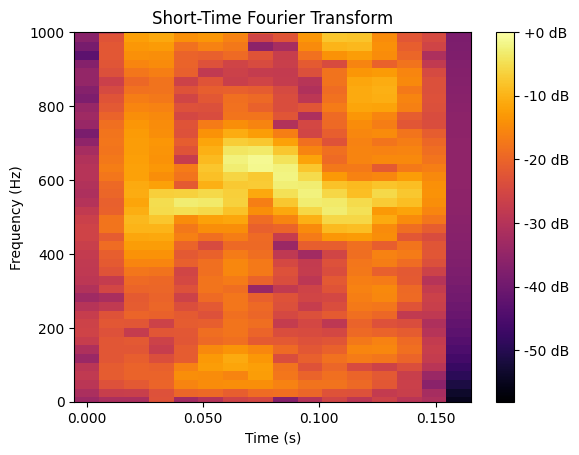 Short-Time Fourier Transform
1000
800
600
400
200
0
Frequency (Hz)
0.000
0.050
0.100
0.150
Time (s)
+0 dB
-10 dB
-20 dB
-30 dB
-40 dB
-50 dB